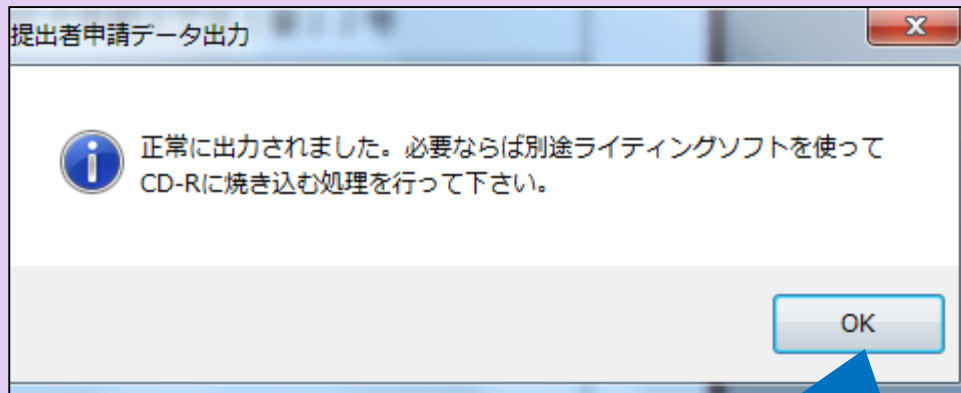 提出者申請データ出力
正常に出力されました。必要ならば別途ライティングソフトを使って
CD-Rに焼き込む処理を行って下さい。
OK